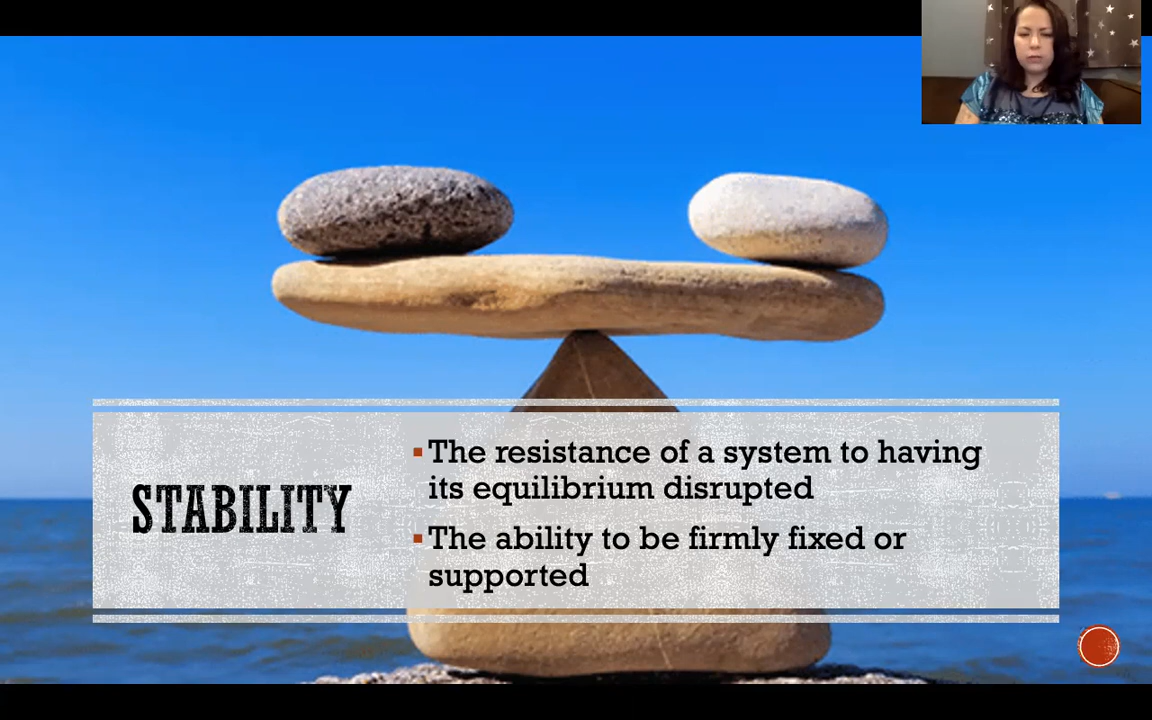 STABILITY
The resistance of a system to having
its equilibrium disrupted
The ability to be firmly fixed or
supported